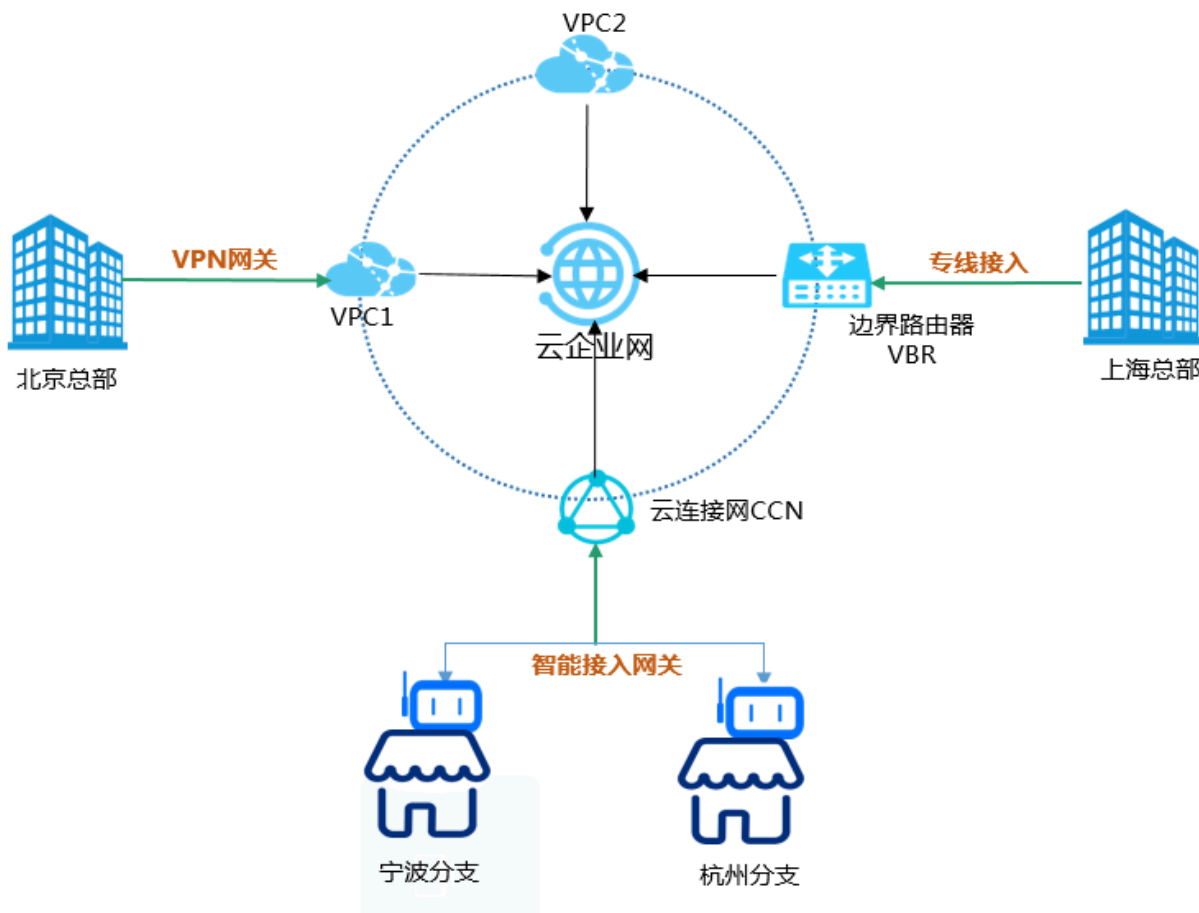 VPC2
VPN网关
专线接入
VPC1
边界路由器
VBR
云企业网
北京总部
上海总部
云连接网CCN
智能接入网关
宁波分支
杭州分支